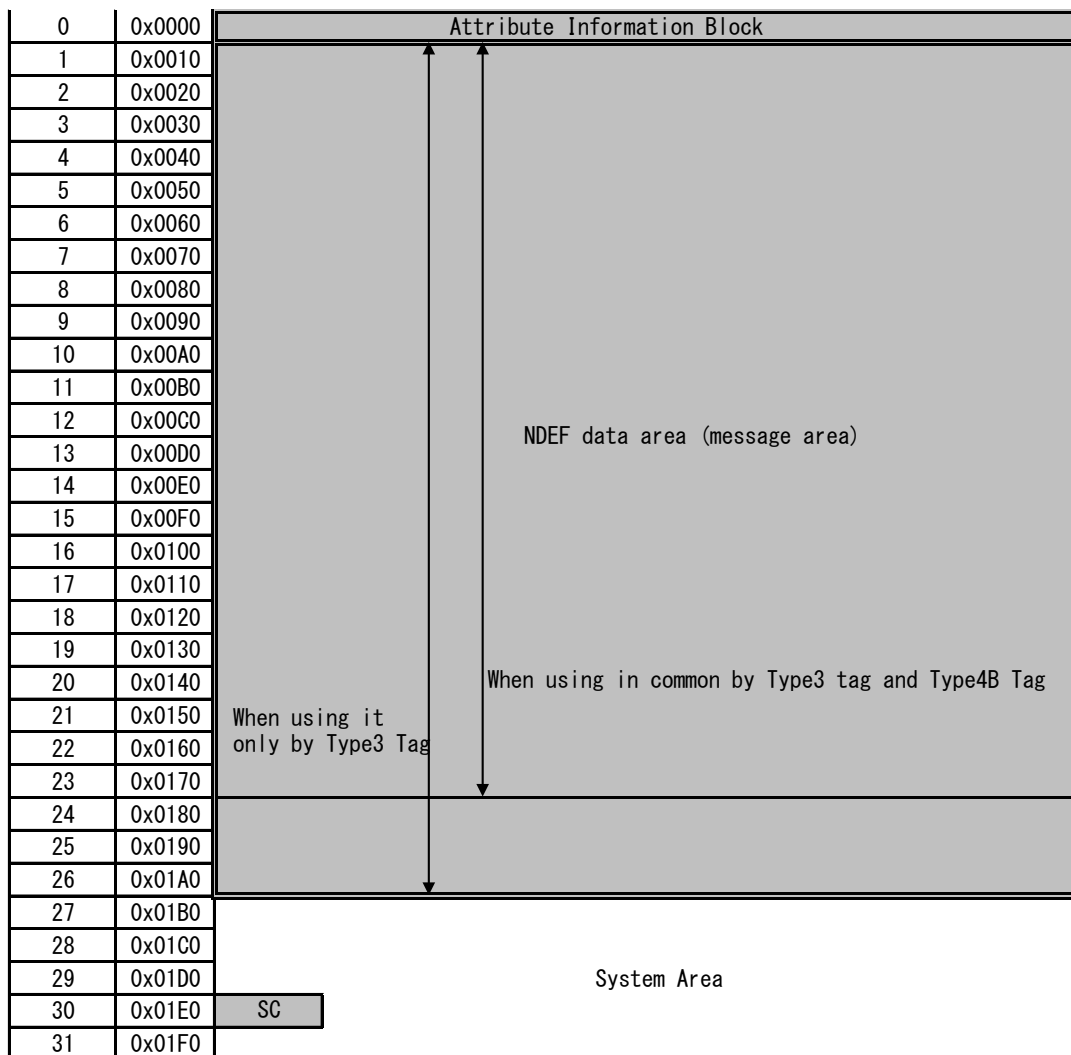 0 0x0000 Attribute Information Block
1 0x0010
2 0x0020
3 0x0030
4 0x0040
5 0x0050
6 0x0060
7 0x0070
8 0x0080
9 0x0090
10 0x00A0
11 0x00B0
12 0x00C0
NDEF data area (message area)
13 0x00D0
14 0x00E0
15 0x00F0
16 0x0100
17 0x0110
18 0x0120
19 0x0130
20 0x0140 When using in common by Type3 tag and Type4B Tag
21 0x0150 When using it
22 0x0160 only by Type3 Tag
23 0x0170
24 0x0180
25 0x0190
26 0x01A0
27 0x01B0
28 0x01C0
29 0x01D0 System Area
30 0x01E0 SC
31 0x01F0